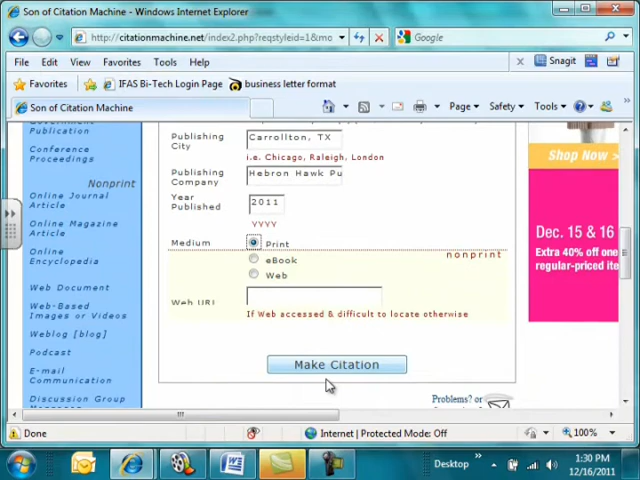 Son of Citation Machine - Windows Internet Explorer
http://citationmachine.net/index2.php?reqstyleid=1&mo
Google
File Edit View Favorites Tools Help
Snagit
Favorites
IFAS Bi-Tech Login Page
business letter format
Son of Citation Machine
Page
Safety
Tools
Publication
Conference
Proceedings
Nonprint
Online Journal
Article
Online Magazine
Article
Online
Encyclopedia
Web Document
Web-Based
Images or Videos
Weblog [blog]
Podcast
E-mail
Communication
Discussion Group
Publishing
City
Carrollton, TX
i.e. Chicago, Raleigh, London
Publishing
Company
Hebron Hawk Pu
Year
Published
2011
YYYY
Medium
Print
nonprint
eBook
Web
Web URL
If Web accessed & difficult to locate otherwise
Make Citation
Problems? or
Shop Now >
Dec. 15 & 16
Extra 40% off one
regular-priced ite
Done
Internet | Protected Mode: Off
100%
Desktop
1:30 PM
12/16/2011